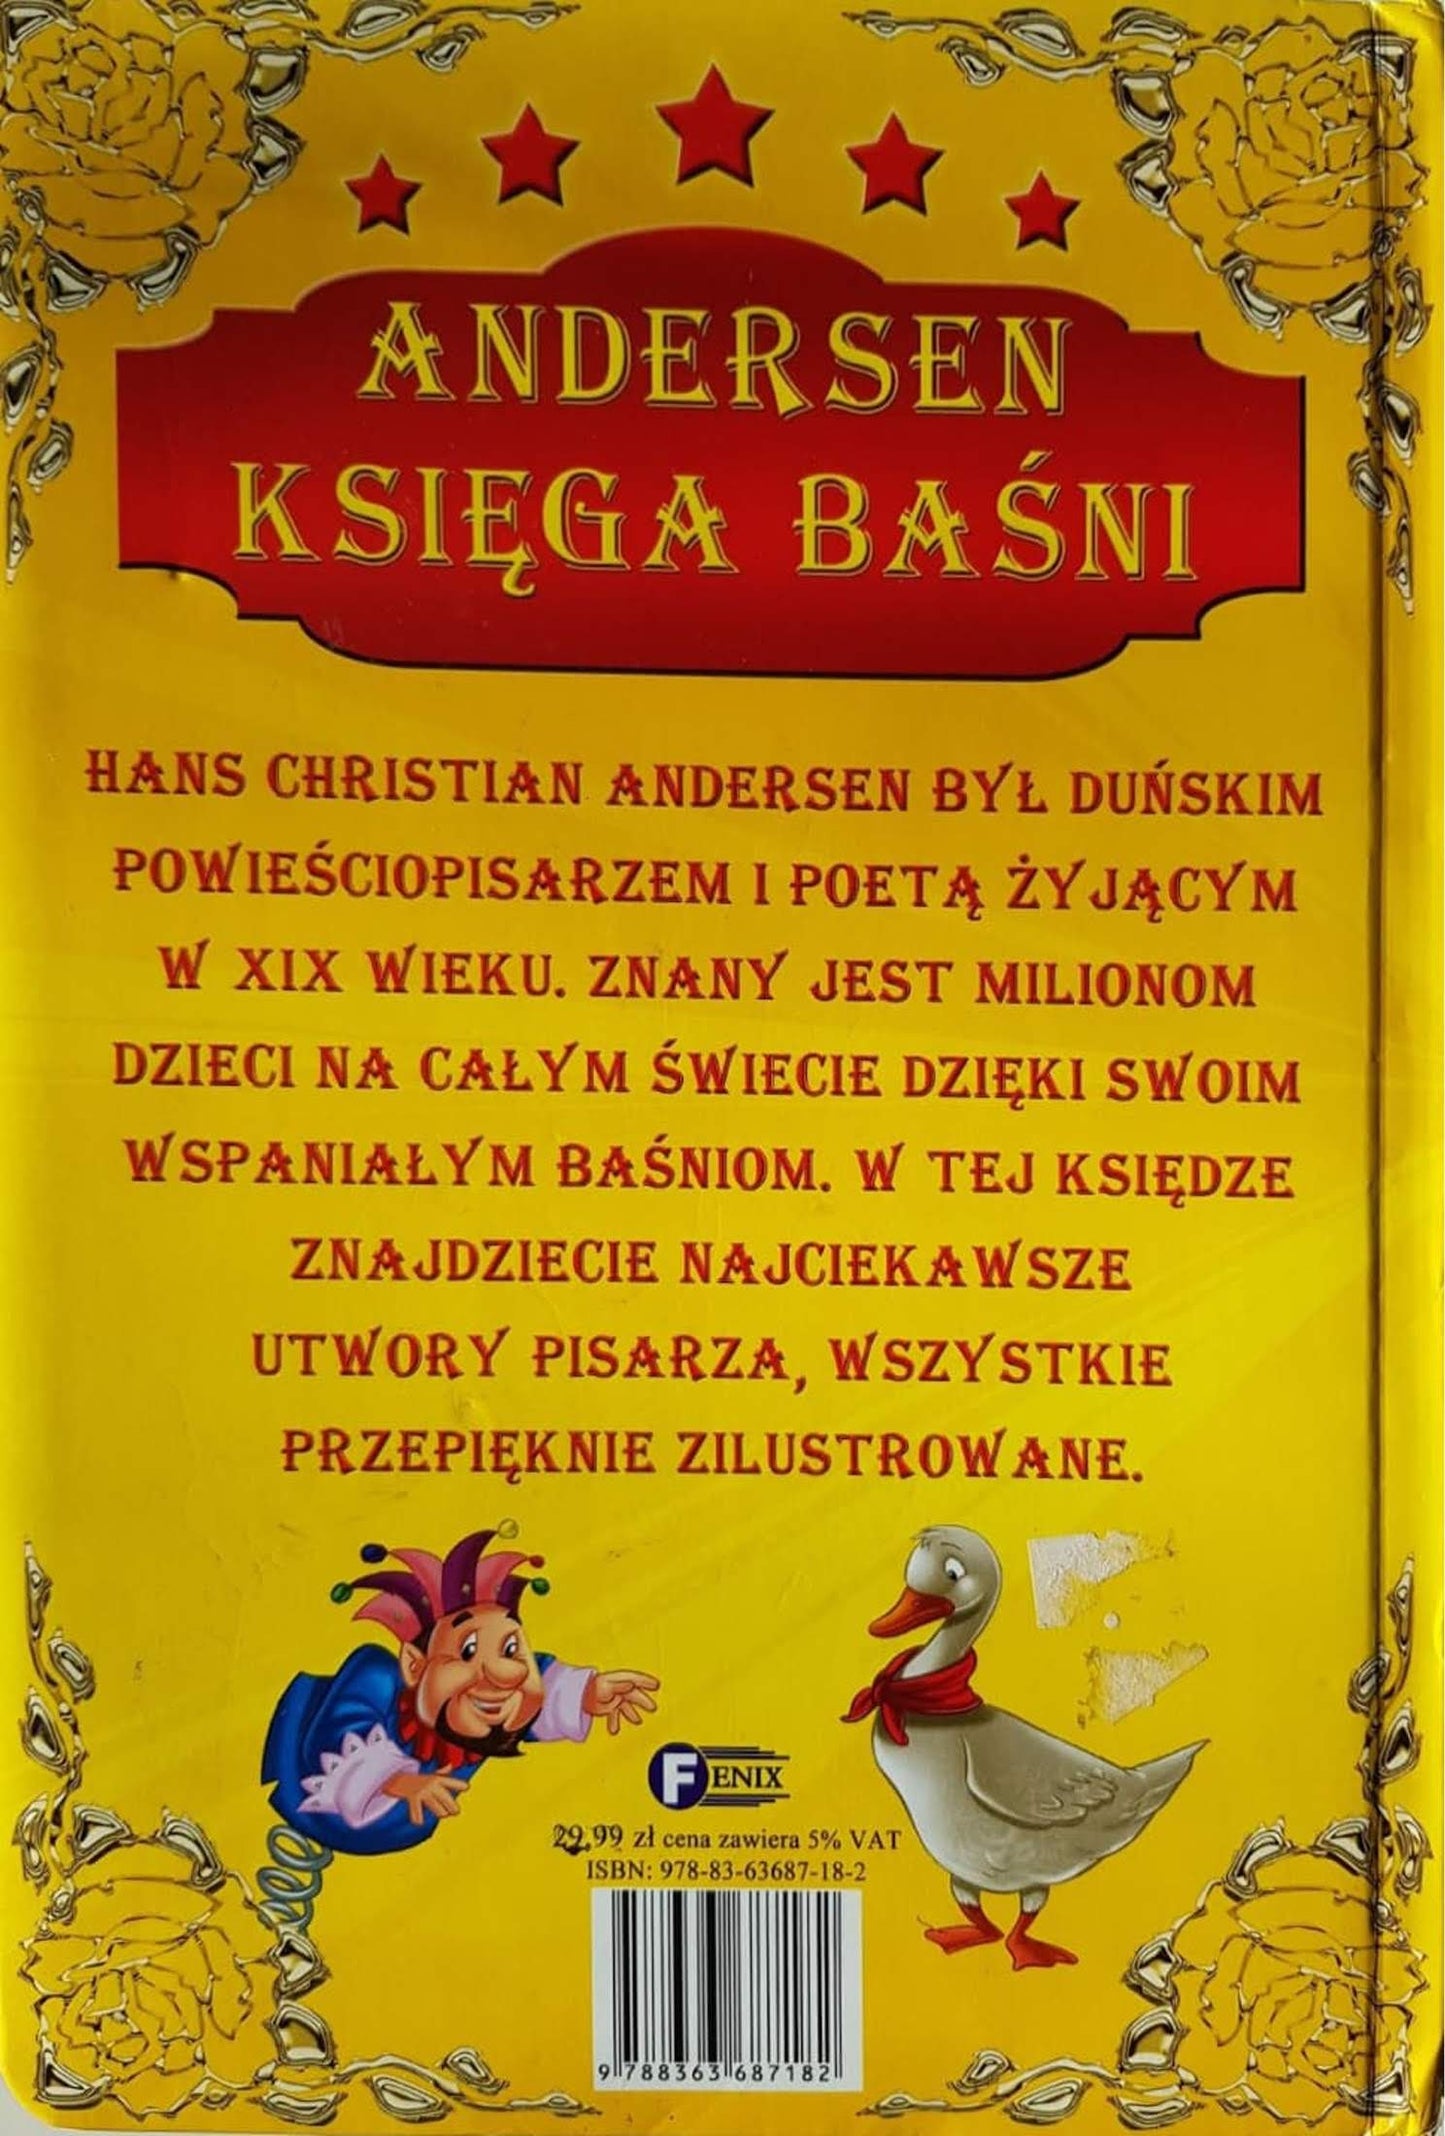 ANDERSEN
KSIĘGA BAŚNI
HANS CHRISTIAN ANDERSEN BYŁ DUŃSKIM
POWIEŚCIOPISARZEM I POETĄ ŻYJĄCYM
W XIX WIEKU. ZNANY JEST MILIONOM
DZIECI NA CAŁYM ŚWIECIE DZIĘKI SWOIM
WSPANIAŁYM BAŚNIOM. W TEJ KSIĘDZE
ZNAJDZIECIE NAJCIEKAWSZE
UTWORY PISARZA, WSZYSTKIE
PRZEPIĘKNIE ZILUSTROWANE.
FENIX
29,99 zł cena zawiera 5% VAT
ISBN: 978-83-63687-18-2
9 788363 687182